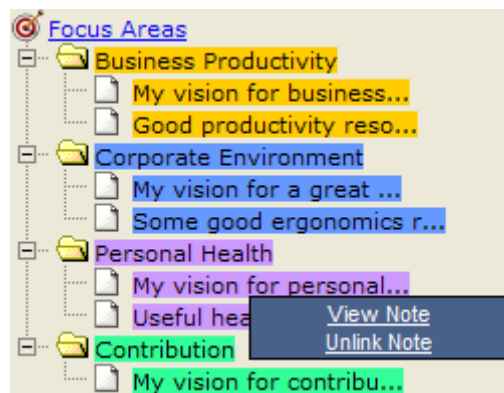 Focus Areas
Business Productivity
My vision for business...
Good productivity reso...
Corporate Environment
My vision for a great ...
Some good ergonomics r...
Personal Health
My vision for personal...
Useful hea
View Note
Unlink Note
Contribution
My vision for contribu...